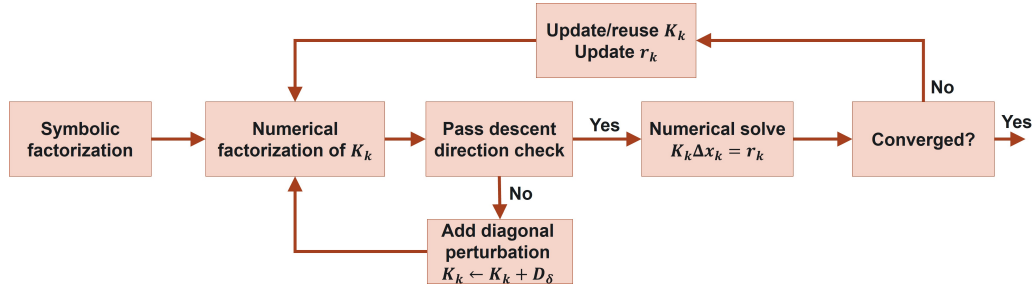 Update/reuse K_k
Update r_k
No
Symbolic
factorization
Numerical
factorization of K_k
Pass descent
direction check
Yes
Numerical solve
K_kΔx_k = r_k
Converged?
Yes
No
Add diagonal
perturbation
K_k ← K_k + D_δ